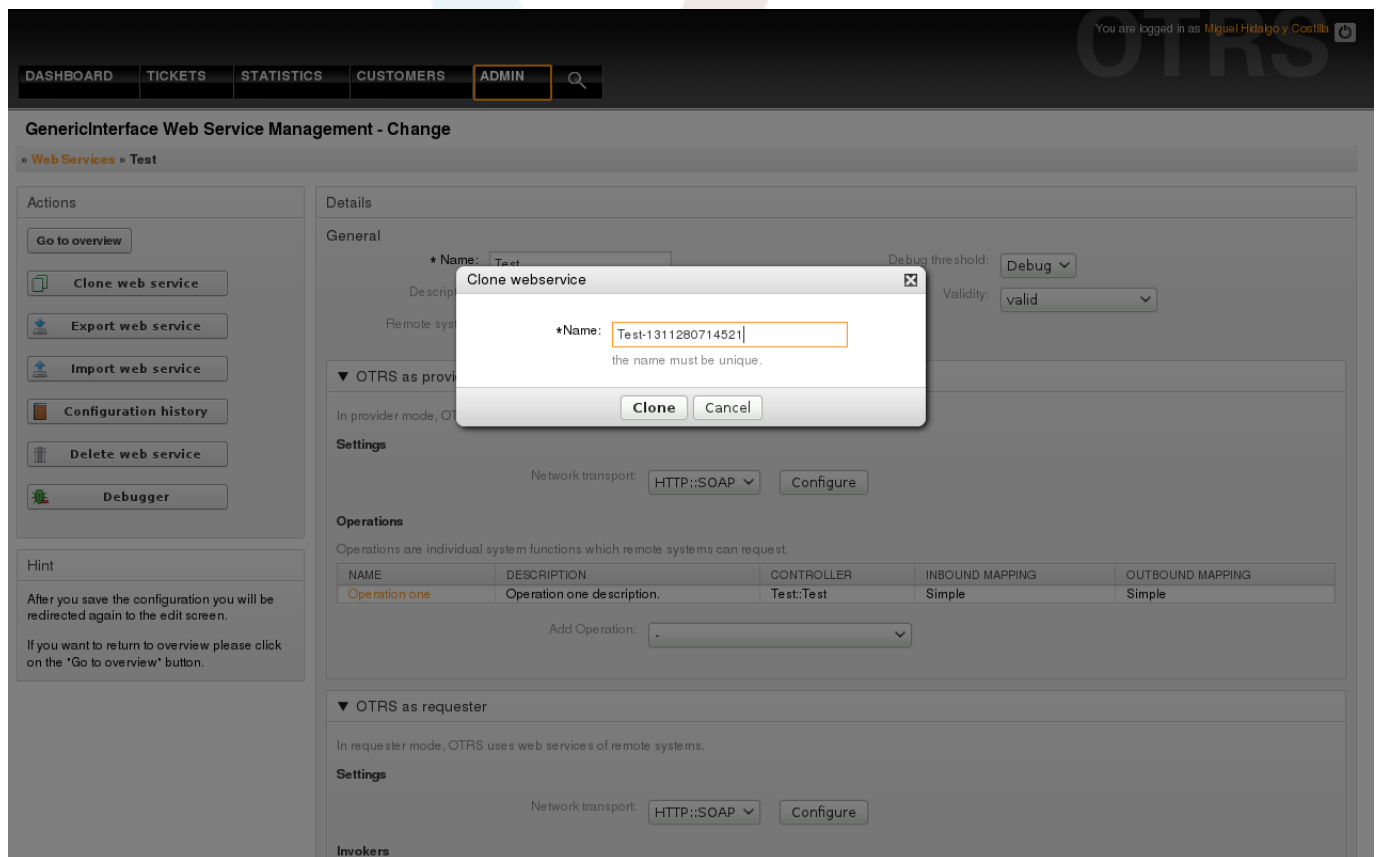 OTRS
You are logged in as Miguel Hidalgo y Costilla
DASHBOARD TICKETS STATISTICS CUSTOMERS ADMIN
GenericInterface Web Service Management - Change
» Web Services » Test
Actions
Go to overview
Clone web service
Export web service
Import web service
Configuration history
Delete web service
Debugger
Hint
After you save the configuration you will be
redirected again to the edit screen.
If you want to return to overview please click
on the "Go to overview" button.
Details
General
* Name: Test
Descript
Remote syst
Debug threshold: Debug
Validity: valid
Clone webservice
*Name: Test-1311280714521
the name must be unique.
Clone Cancel
▼ OTRS as provi
In provider mode, OT
Settings
Network transport: HTTP::SOAP Configure
Operations
Operations are individual system functions which remote systems can request.
NAME DESCRIPTION CONTROLLER INBOUND MAPPING OUTBOUND MAPPING
Operation one Operation one description. Test::Test Simple Simple
Add Operation: -
▼ OTRS as requester
In requester mode, OTRS uses web services of remote systems.
Settings
Network transport: HTTP::SOAP Configure
Invokers